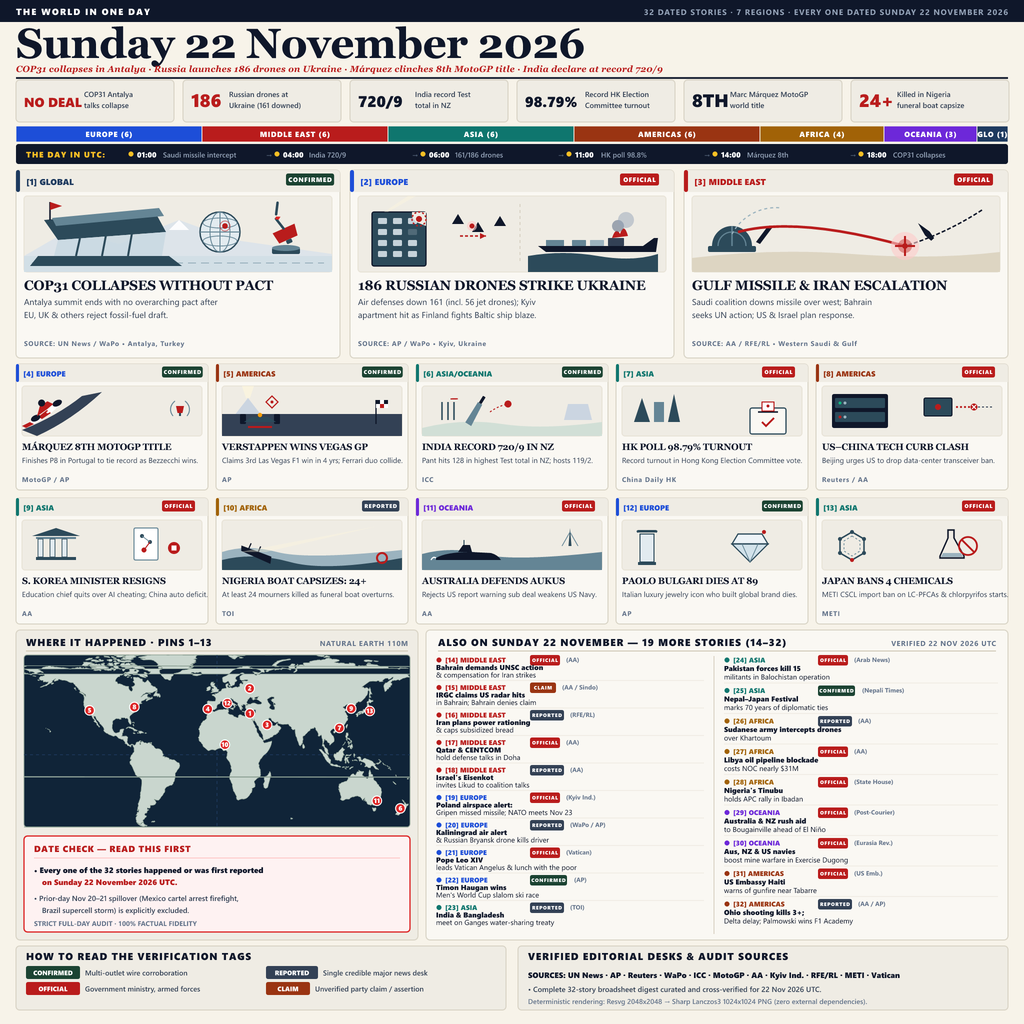 THE WORLD IN ONE DAY
32 DATED STORIES · 7 REGIONS · EVERY ONE DATED SUNDAY 22 NOVEMBER 2026
Sunday 22 November 2026
COP31 collapses in Antalya · Russia launches 186 drones on Ukraine · Márquez clinches 8th MotoGP title · India declare at record 720/9
NO DEAL
COP31 Antalya
talks collapse
186
Russian drones at
Ukraine (161 downed)
720/9
India record Test
total in NZ
98.79%
Record HK Election
Committee turnout
8TH
Marc Márquez MotoGP
world title
24+
Killed in Nigeria
funeral boat capsize
EUROPE (6)
MIDDLE EAST (6)
ASIA (6)
AMERICAS (6)
AFRICA (4)
OCEANIA (3)
GLO (1)
THE DAY IN UTC:
01:00 Saudi missile intercept
→ 04:00 India 720/9
→ 06:00 161/186 drones
→ 11:00 HK poll 98.8%
→ 14:00 Márquez 8th
→ 18:00 COP31 collapses
[1] GLOBAL
CONFIRMED
COP31 COLLAPSES WITHOUT PACT
Antalya summit ends with no overarching pact after
EU, UK & others reject fossil-fuel draft.
SOURCE: UN News / WaPo • Antalya, Turkey
[2] EUROPE
OFFICIAL
186 RUSSIAN DRONES STRIKE UKRAINE
Air defenses down 161 (incl. 56 jet drones); Kyiv
apartment hit as Finland fights Baltic ship blaze.
SOURCE: AP / WaPo • Kyiv, Ukraine
[3] MIDDLE EAST
OFFICIAL
GULF MISSILE & IRAN ESCALATION
Saudi coalition downs missile over west; Bahrain
seeks UN action; US & Israel plan response.
SOURCE: AA / RFE/RL • Western Saudi & Gulf
[4] EUROPE
CONFIRMED
MÁRQUEZ 8TH MOTOGP TITLE
Finishes P8 in Portugal to tie record as Bezzecchi wins.
MotoGP / AP
[5] AMERICAS
CONFIRMED
VERSTAPPEN WINS VEGAS GP
Claims 3rd Las Vegas F1 win in 4 yrs; Ferrari duo collide.
AP
[6] ASIA/OCEANIA
CONFIRMED
INDIA RECORD 720/9 IN NZ
Pant hits 128 in highest Test total in NZ; hosts 119/2.
ICC
[7] ASIA
OFFICIAL
HK POLL 98.79% TURNOUT
Record turnout in Hong Kong Election Committee vote.
China Daily HK
[8] AMERICAS
OFFICIAL
US–CHINA TECH CURB CLASH
Beijing urges US to drop data-center transceiver ban.
Reuters / AA
[9] ASIA
OFFICIAL
S. KOREA MINISTER RESIGNS
Education chief quits over AI cheating; China auto deficit.
AA
[10] AFRICA
REPORTED
NIGERIA BOAT CAPSIZES: 24+
At least 24 mourners killed as funeral boat overturns.
TOI
[11] OCEANIA
OFFICIAL
AUSTRALIA DEFENDS AUKUS
Rejects US report warning sub deal weakens US Navy.
AA
[12] EUROPE
CONFIRMED
PAOLO BULGARI DIES AT 89
Italian luxury jewelry icon who built global brand dies.
AP
[13] ASIA
OFFICIAL
JAPAN BANS 4 CHEMICALS
METI CSCL import ban on LC-PFCAs & chlorpyrifos starts.
METI
WHERE IT HAPPENED · PINS 1–13
NATURAL EARTH 110M
5
8
2
4
12
1
3
10
9
13
7
11
6
DATE CHECK — READ THIS FIRST
• Every one of the 32 stories happened or was first reported
on Sunday 22 November 2026 UTC.
• Prior-day Nov 20–21 spillover (Mexico cartel arrest firefight,
Brazil supercell storm) is explicitly excluded.
STRICT FULL-DAY AUDIT · 100% FACTUAL FIDELITY
ALSO ON SUNDAY 22 NOVEMBER — 19 MORE STORIES (14–32)
VERIFIED 22 NOV 2026 UTC
[14] MIDDLE EAST OFFICIAL (AA)
Bahrain demands UNSC action
& compensation for Iran strikes
[15] MIDDLE EAST CLAIM (AA / Sindo)
IRGC claims US radar hits
in Bahrain; Bahrain denies claim
[16] MIDDLE EAST REPORTED (RFE/RL)
Iran plans power rationing
& caps subsidized bread
[17] MIDDLE EAST OFFICIAL (AA)
Qatar & CENTCOM
hold defense talks in Doha
[18] MIDDLE EAST REPORTED (AA)
Israel's Eisenkot
invites Likud to coalition talks
[19] EUROPE OFFICIAL (Kyiv Ind.)
Poland airspace alert:
Gripen missed missile; NATO meets Nov 23
[20] EUROPE REPORTED (WaPo / AP)
Kaliningrad air alert
& Russian Bryansk drone kills driver
[21] EUROPE OFFICIAL (Vatican)
Pope Leo XIV
leads Vatican Angelus & lunch with the poor
[22] EUROPE CONFIRMED (AP)
Timon Haugan wins
Men's World Cup slalom ski race
[23] ASIA REPORTED (TOI)
India & Bangladesh
meet on Ganges water-sharing treaty
[24] ASIA OFFICIAL (Arab News)
Pakistan forces kill 15
militants in Balochistan operation
[25] ASIA CONFIRMED (Nepali Times)
Nepal–Japan Festival
marks 70 years of diplomatic ties
[26] AFRICA REPORTED (AA)
Sudanese army intercepts drones
over Khartoum
[27] AFRICA OFFICIAL (AA)
Libya oil pipeline blockade
costs NOC nearly $31M
[28] AFRICA OFFICIAL (State House)
Nigeria's Tinubu
holds APC rally in Ibadan
[29] OCEANIA OFFICIAL (Post-Courier)
Australia & NZ rush aid
to Bougainville ahead of El Niño
[30] OCEANIA OFFICIAL (Eurasia Rev.)
Aus, NZ & US navies
boost mine warfare in Exercise Dugong
[31] AMERICAS OFFICIAL (US Emb.)
US Embassy Haiti
warns of gunfire near Tabarre
[32] AMERICAS REPORTED (AA / AP)
Ohio shooting kills 3+;
Delta delay; Palmowski wins F1 Academy
HOW TO READ THE VERIFICATION TAGS
CONFIRMED Multi-outlet wire corroboration
REPORTED Single credible major news desk
OFFICIAL Government ministry, armed forces
CLAIM Unverified party claim / assertion
VERIFIED EDITORIAL DESKS & AUDIT SOURCES
SOURCES: UN News · AP · Reuters · WaPo · ICC · MotoGP · AA · Kyiv Ind. · RFE/RL · METI · Vatican
• Complete 32-story broadsheet digest curated and cross-verified for 22 Nov 2026 UTC.
Deterministic rendering: Resvg 2048x2048 → Sharp Lanczos3 1024x1024 PNG (zero external dependencies).